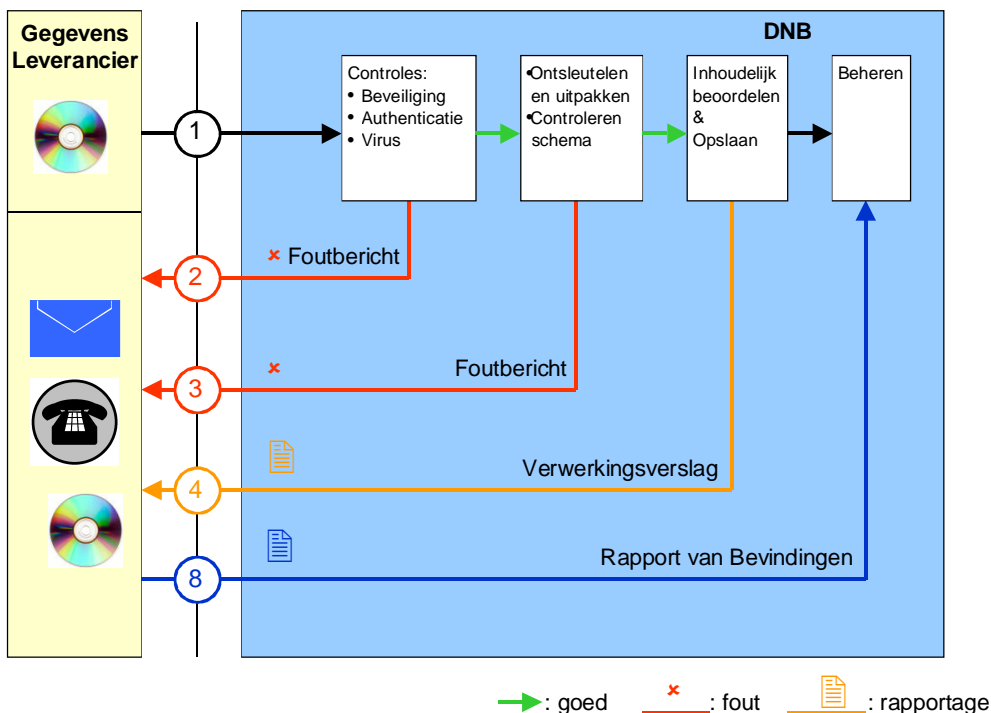 Gegevens
Leverancier
DNB
1
Controles:
• Beveiliging
• Authenticatie
• Virus
•Ontsleutelen
en uitpakken
•Controleren
schema
Inhoudelijk
beoordelen
&
Opslaan
Beheren
2
Foutbericht
3
Foutbericht
4
Verwerkingsverslag
8
Rapport van Bevindingen
: goed
: fout
: rapportage